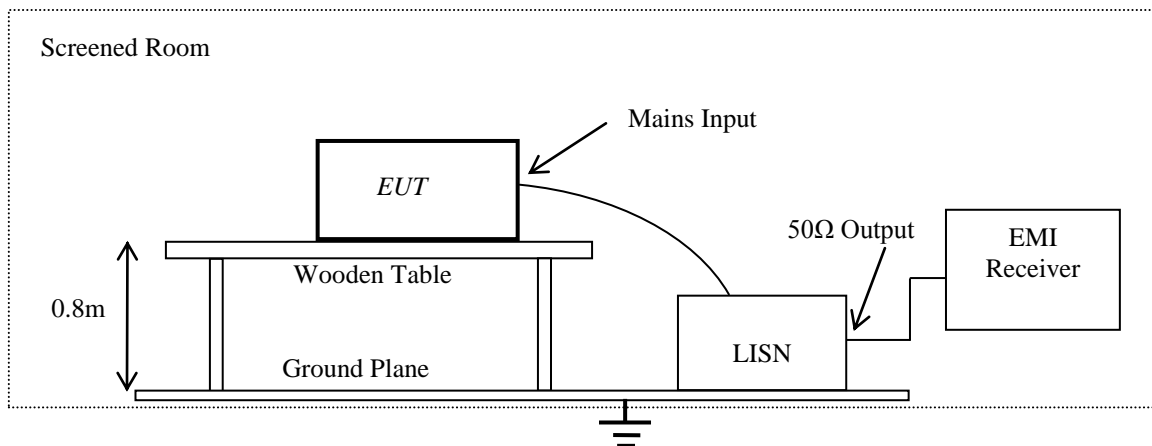 Screened Room
Mains Input
EUT
50Ω Output
EMI
Receiver
Wooden Table
0.8m
LISN
Ground Plane